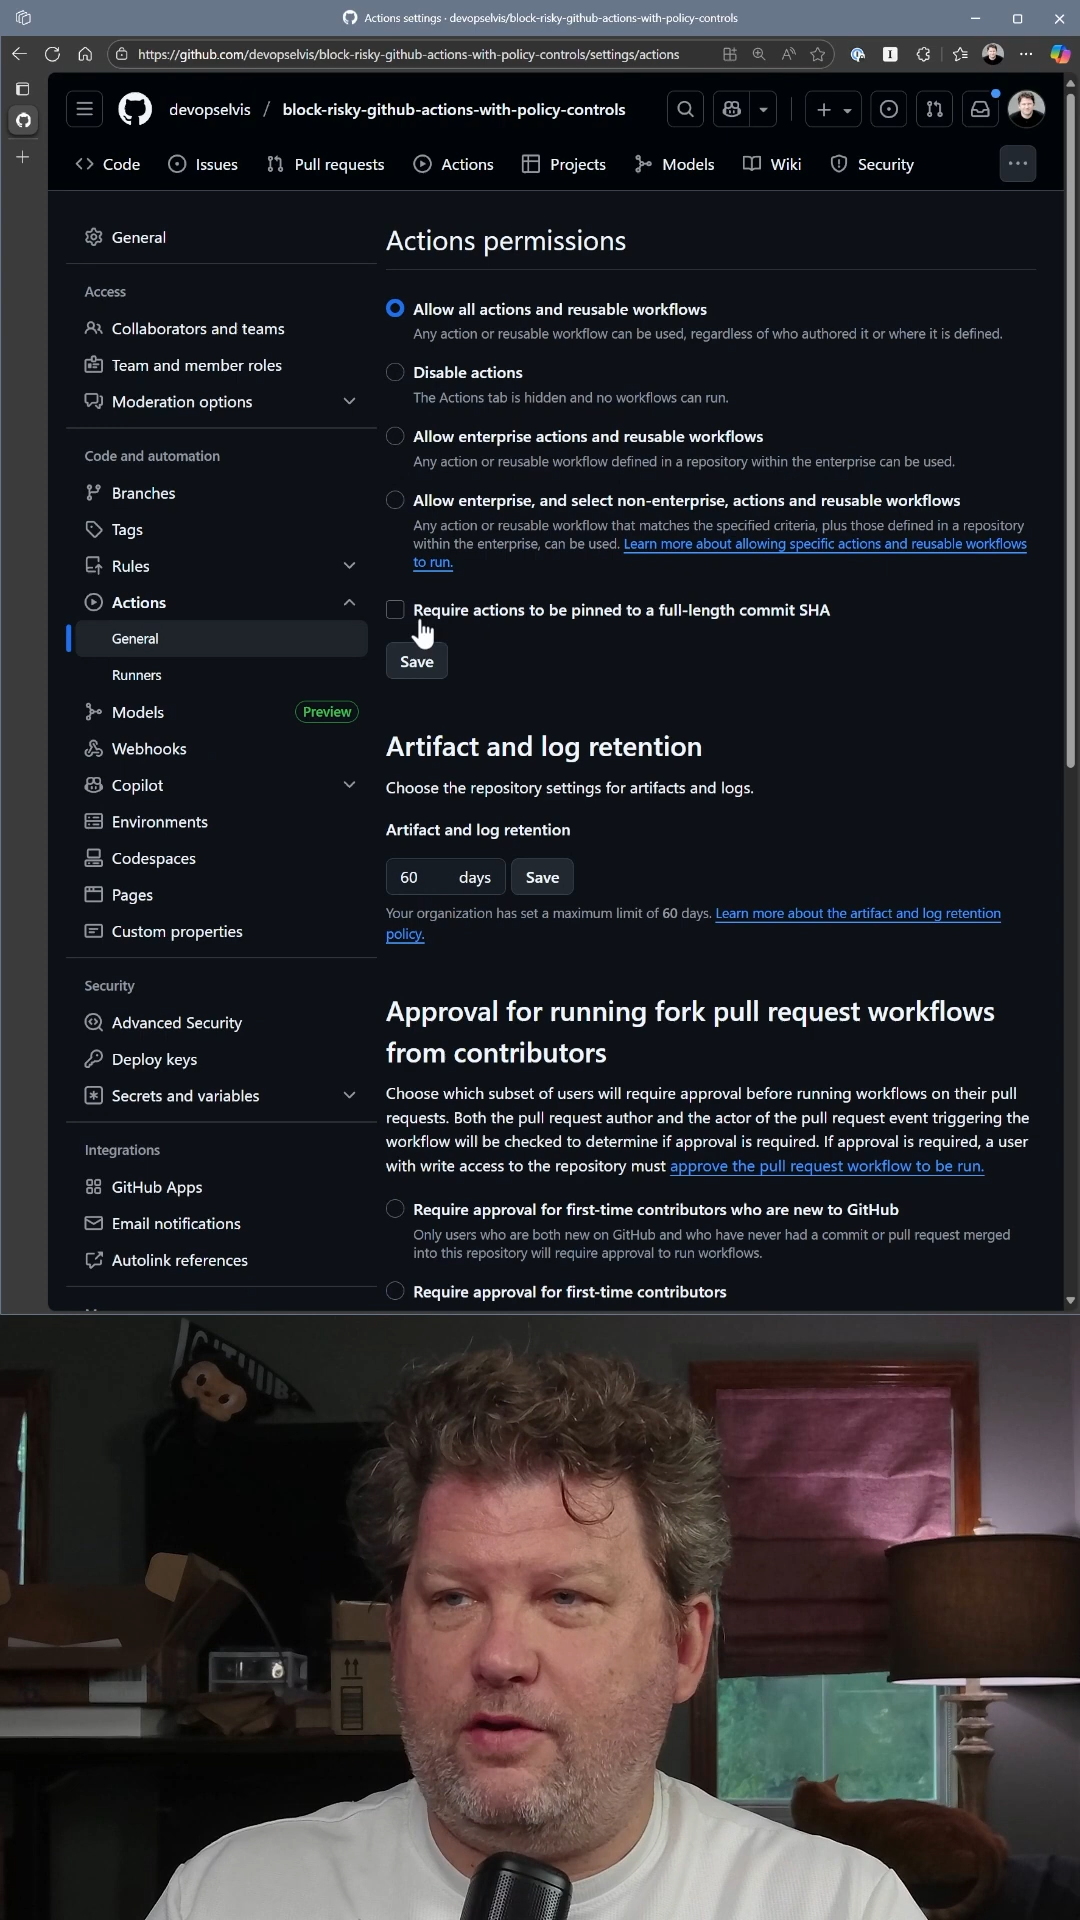 Actions settings · devopselvis/block-risky-github-actions-with-policy-controls
https://github.com/devopselvis/block-risky-github-actions-with-policy-controls/settings/actions
devopselvis / block-risky-github-actions-with-policy-controls
Code Issues Pull requests Actions Projects Models Wiki Security
General
Access
Collaborators and teams
Team and member roles
Moderation options
Code and automation
Branches
Tags
Rules
Actions
General
Runners
Models Preview
Webhooks
Copilot
Environments
Codespaces
Pages
Custom properties
Security
Advanced Security
Deploy keys
Secrets and variables
Integrations
GitHub Apps
Email notifications
Autolink references
Actions permissions
Allow all actions and reusable workflows
Any action or reusable workflow can be used, regardless of who authored it or where it is defined.
Disable actions
The Actions tab is hidden and no workflows can run.
Allow enterprise actions and reusable workflows
Any action or reusable workflow defined in a repository within the enterprise can be used.
Allow enterprise, and select non-enterprise, actions and reusable workflows
Any action or reusable workflow that matches the specified criteria, plus those defined in a repository
within the enterprise, can be used. Learn more about allowing specific actions and reusable workflows
to run.
Require actions to be pinned to a full-length commit SHA
Save
Artifact and log retention
Choose the repository settings for artifacts and logs.
Artifact and log retention
60 days Save
Your organization has set a maximum limit of 60 days. Learn more about the artifact and log retention
policy.
Approval for running fork pull request workflows
from contributors
Choose which subset of users will require approval before running workflows on their pull
requests. Both the pull request author and the actor of the pull request event triggering the
workflow will be checked to determine if approval is required. If approval is required, a user
with write access to the repository must approve the pull request workflow to be run.
Require approval for first-time contributors who are new to GitHub
Only users who are both new on GitHub and who have never had a commit or pull request merged
into this repository will require approval to run workflows.
Require approval for first-time contributors
GITHUB